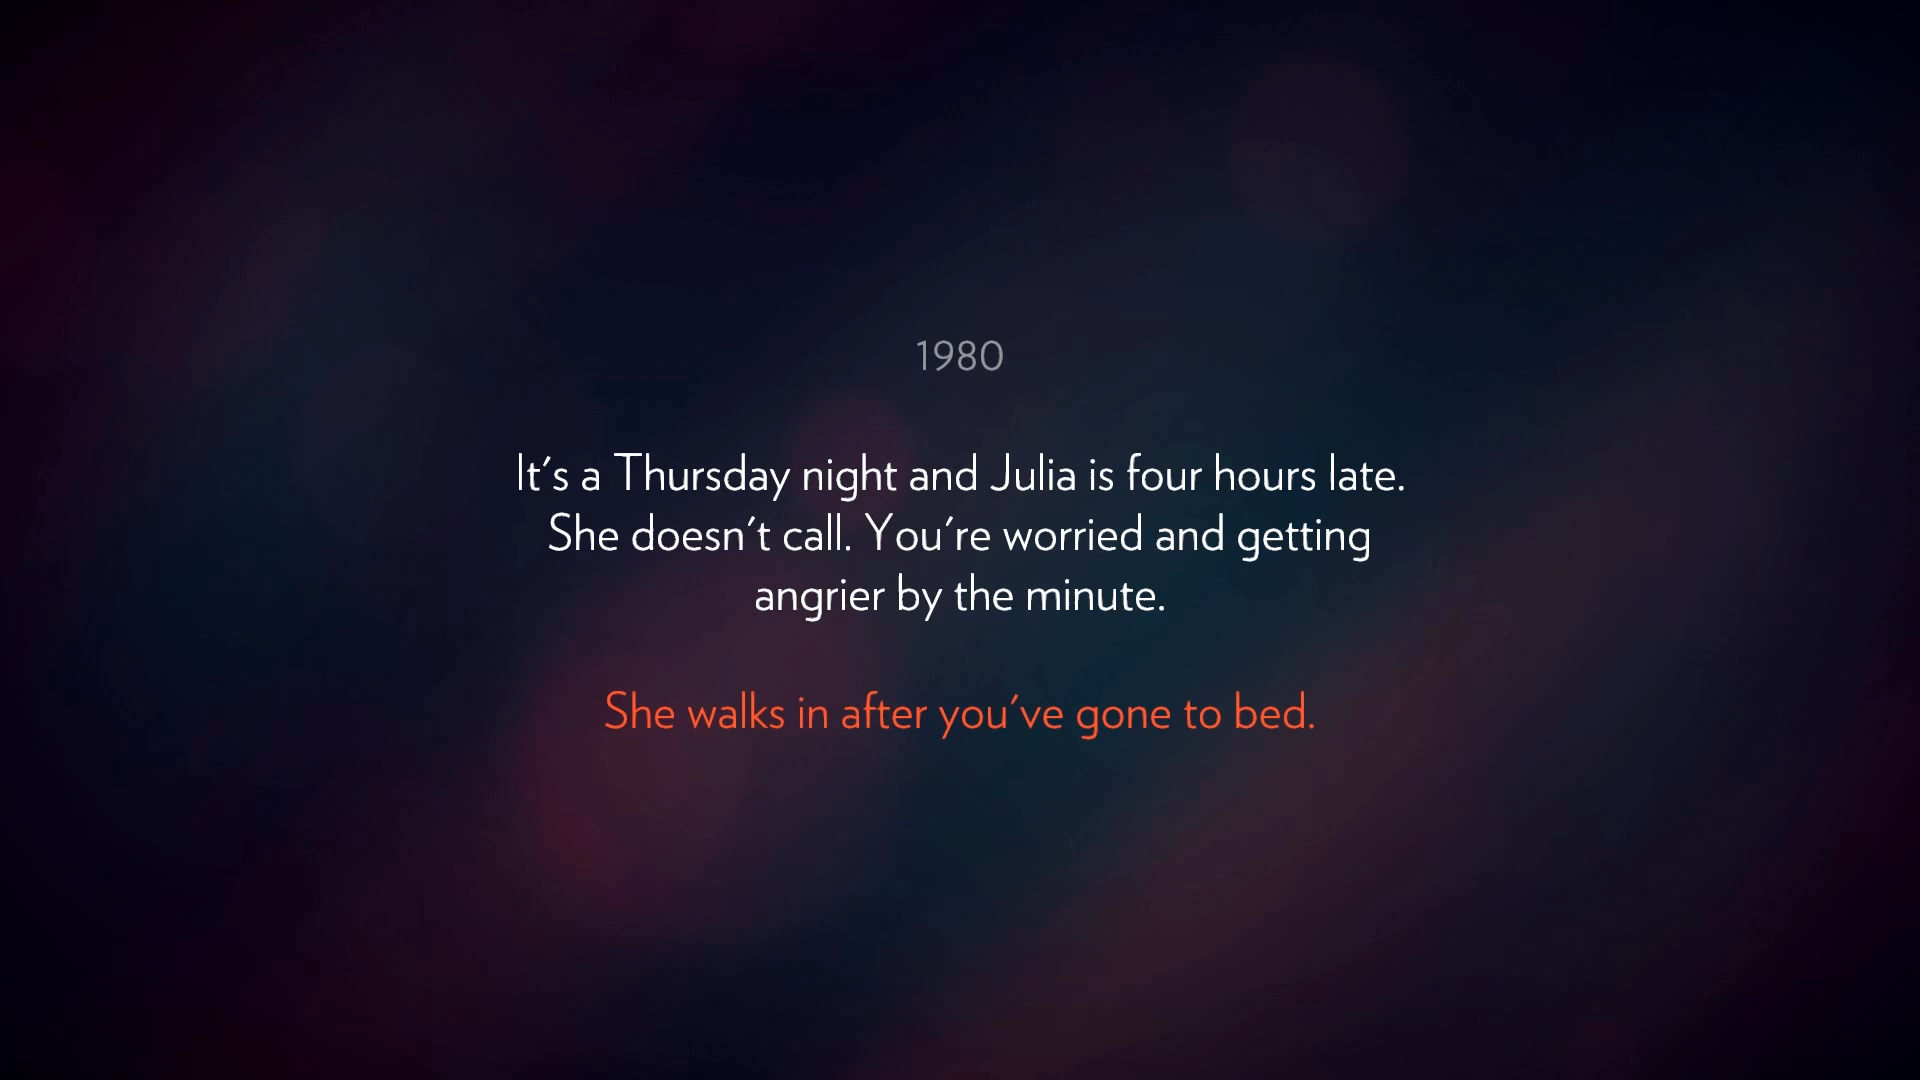 1980
It's a Thursday night and Julia is four hours late.
She doesn't call. You're worried and getting
angrier by the minute.
She walks in after you've gone to bed.